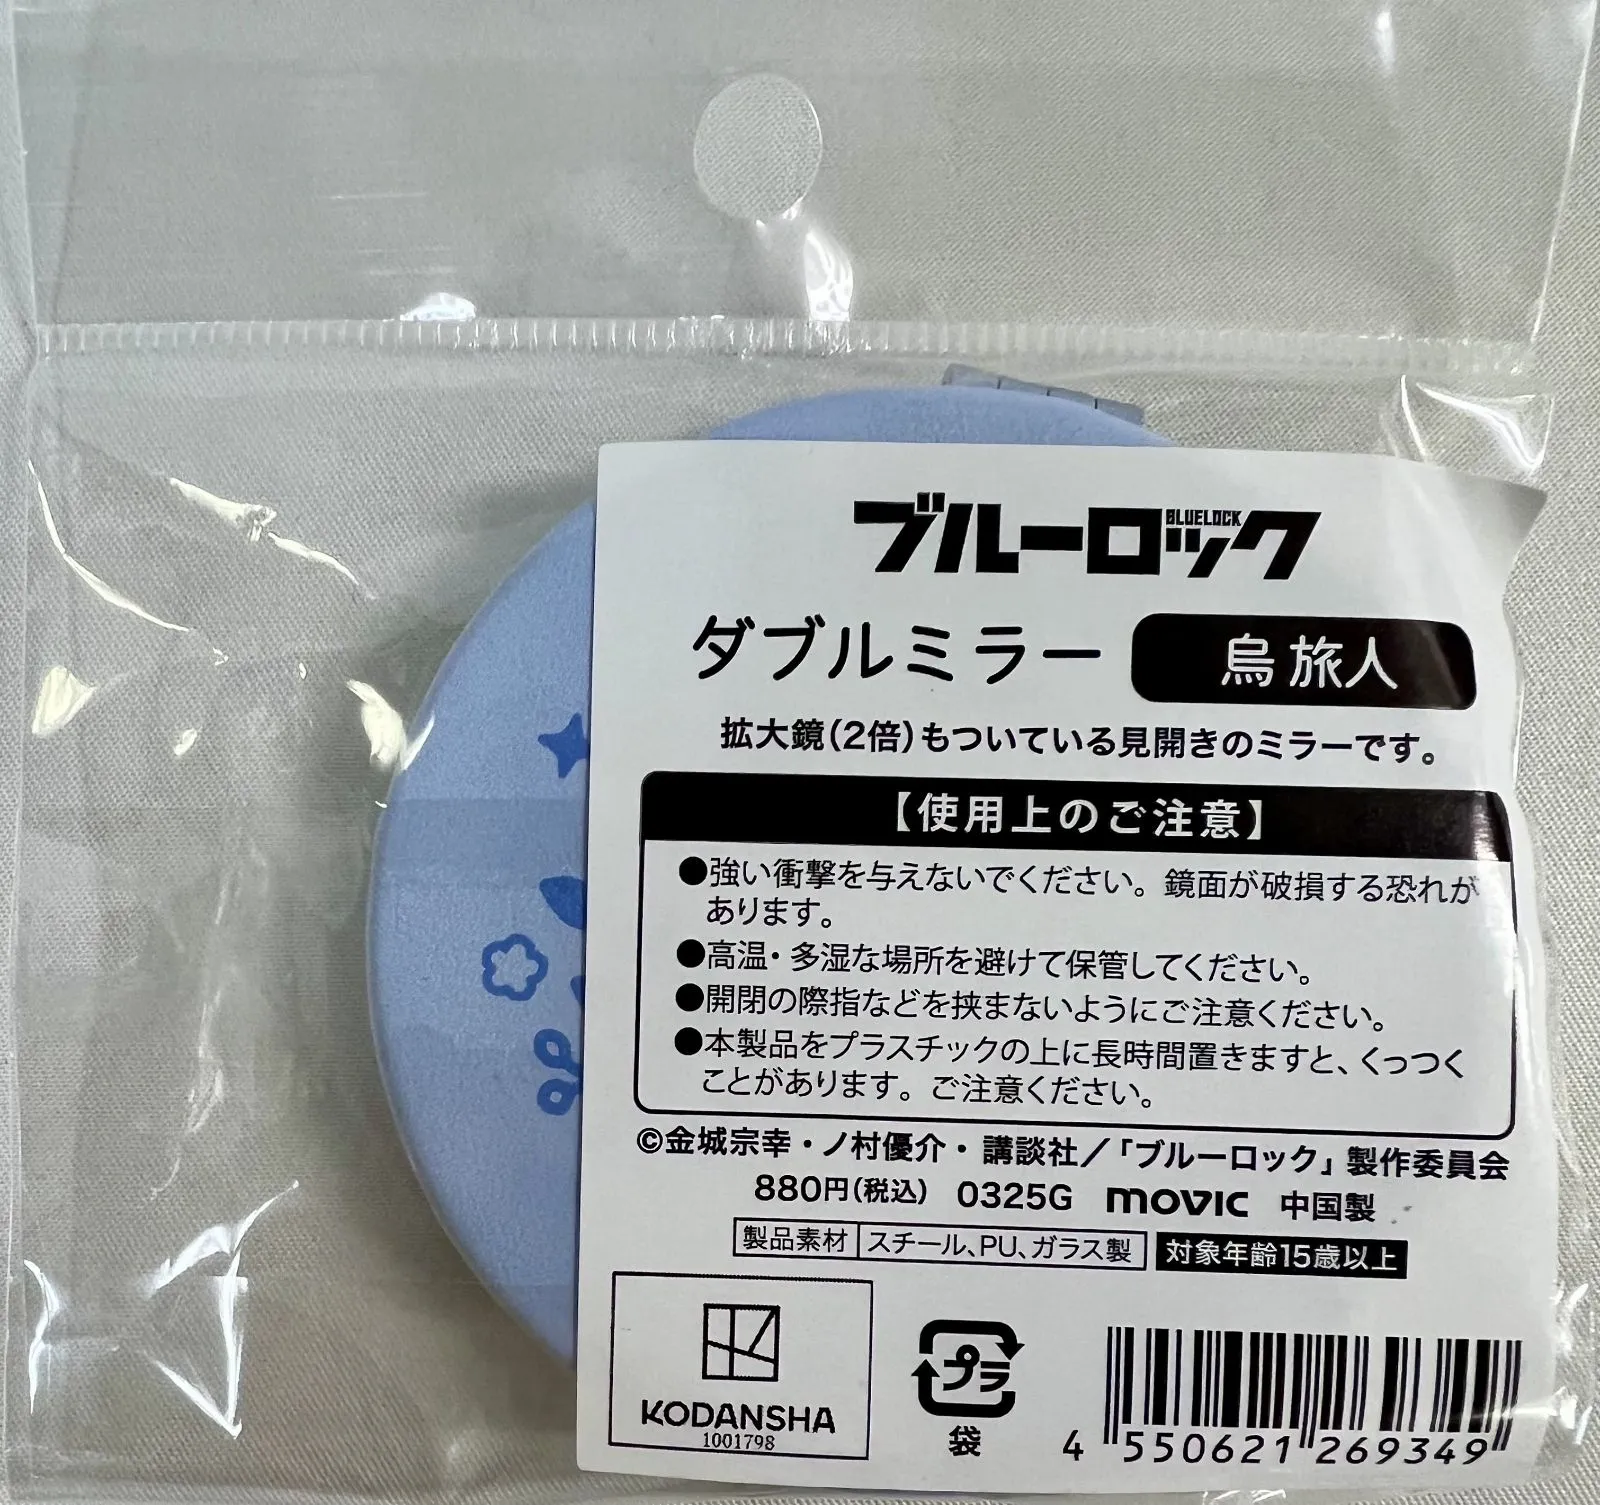 ブルーロック
BLUELOCK
ダブルミラー 烏 旅人
拡大鏡(2倍)もついている見開きのミラーです。
【使用上のご注意】
●強い衝撃を与えないでください。鏡面が破損する恐れが
あります。
●高温・多湿な場所を避けて保管してください。
●開閉の際指などを挟まないようにご注意ください。
●本製品をプラスチックの上に長時間置きますと、くっつく
ことがあります。ご注意ください。
©金城宗幸・ノ村優介・講談社/「ブルーロック」製作委員会
880円(税込) 0325G movic 中国製
製品素材 スチール、PU、ガラス製 対象年齢15歳以上
KODANSHA
1001798
プラ
袋
4 550621 269349